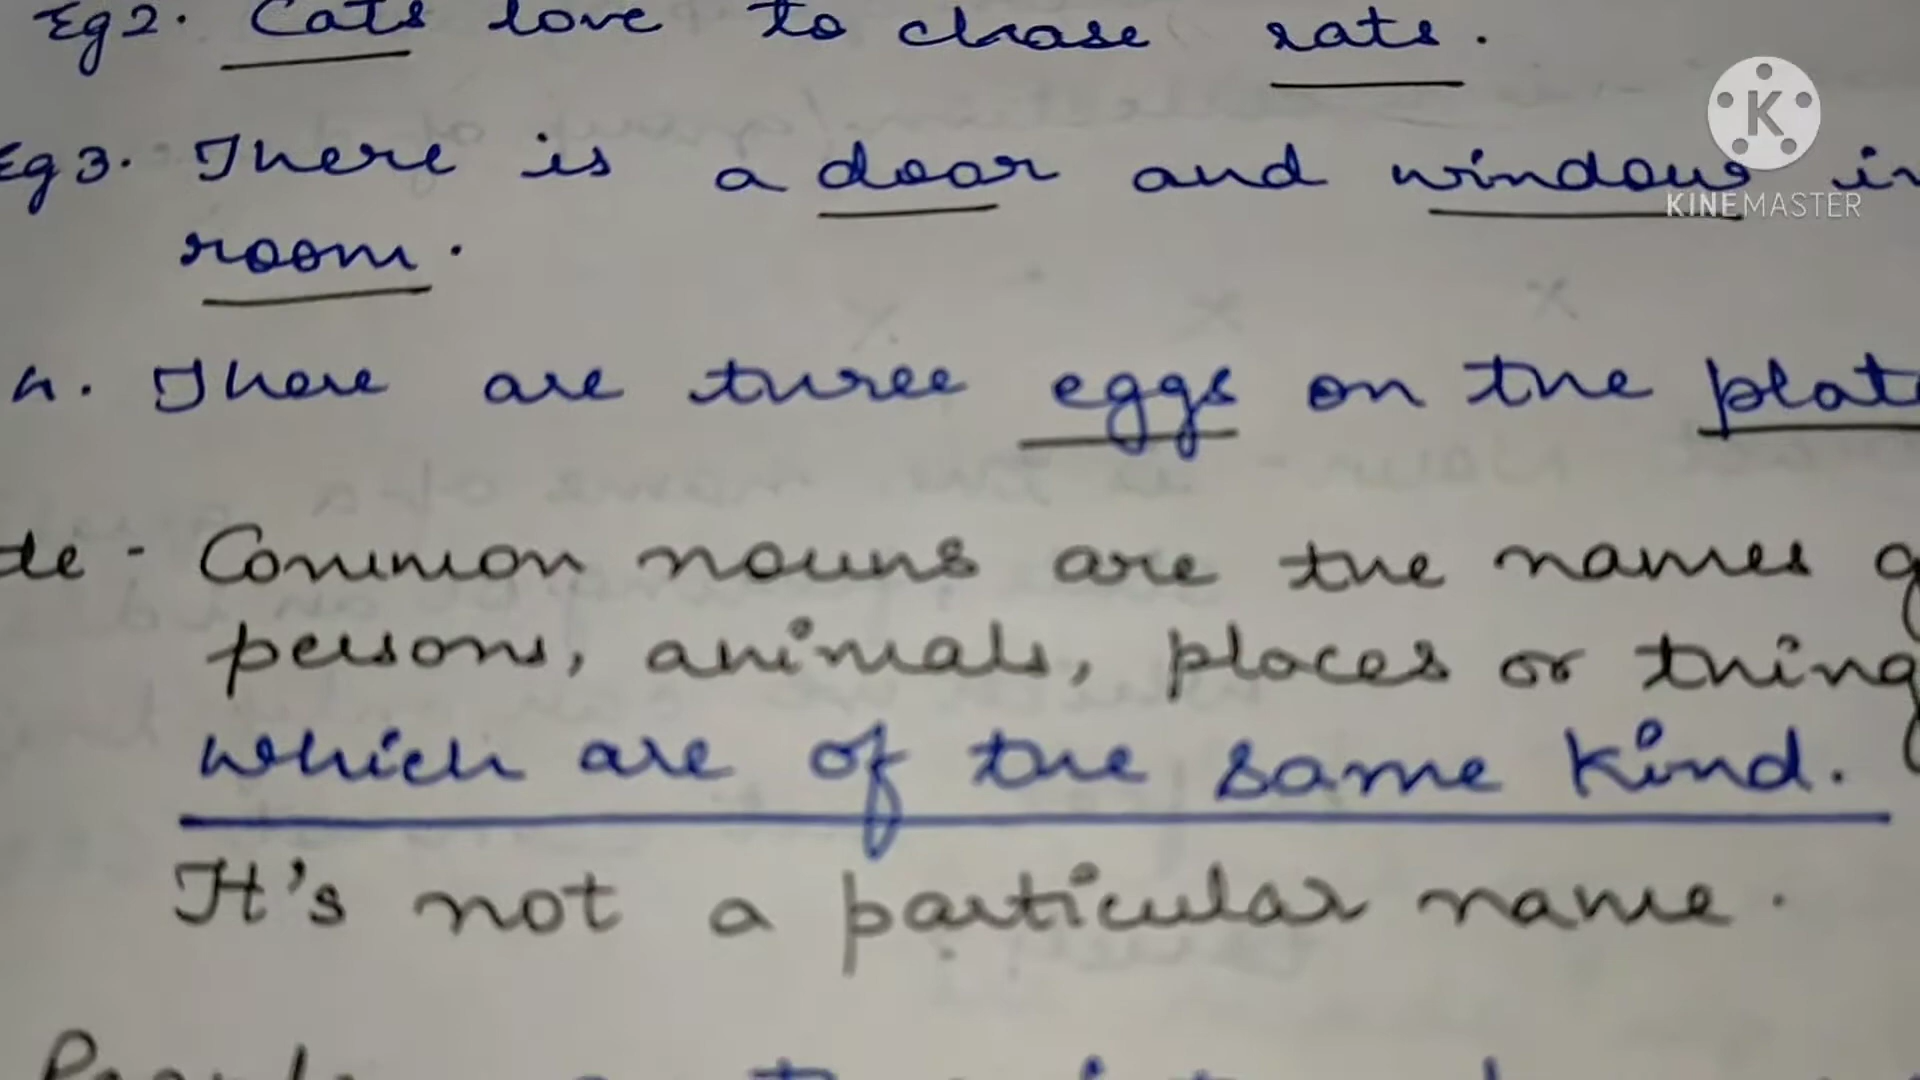 Eg2. Cats love to chase rats.
Eg3. There is a door and window in
room.
4. There are three eggs on the plate
Common nouns are the names of
persons, animals, places or thing
which are of the same kind.
It's not a particular name.
K
KINEMASTER